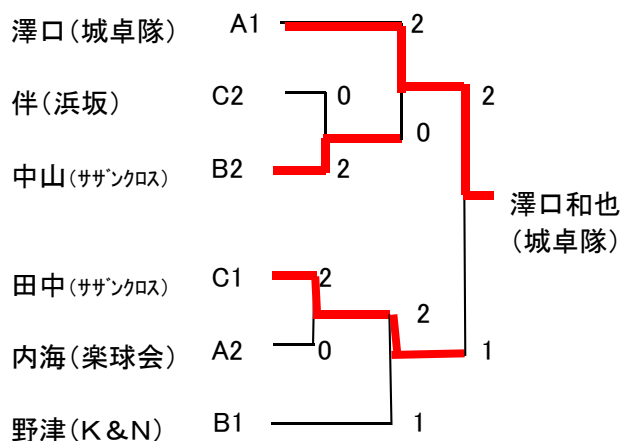 澤口(城卓隊) A1 2
伴(浜坂) C2 0 2
0
中山(ｻｻﾞﾝｸﾛｽ) B2 2
澤口和也
(城卓隊)
田中(ｻｻﾞﾝｸﾛｽ) C1 2
2
内海(楽球会) A2 0 1
野津(K&N) B1 1